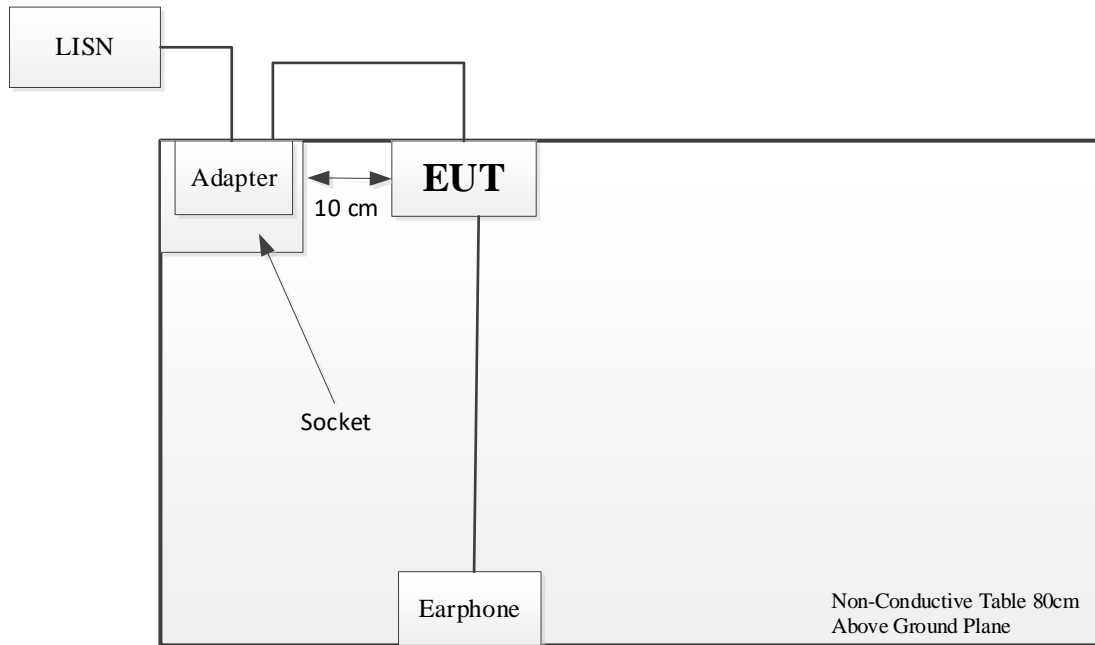 LISN
Adapter
EUT
10 cm
Socket
Earphone
Non-Conductive Table 80cm
Above Ground Plane